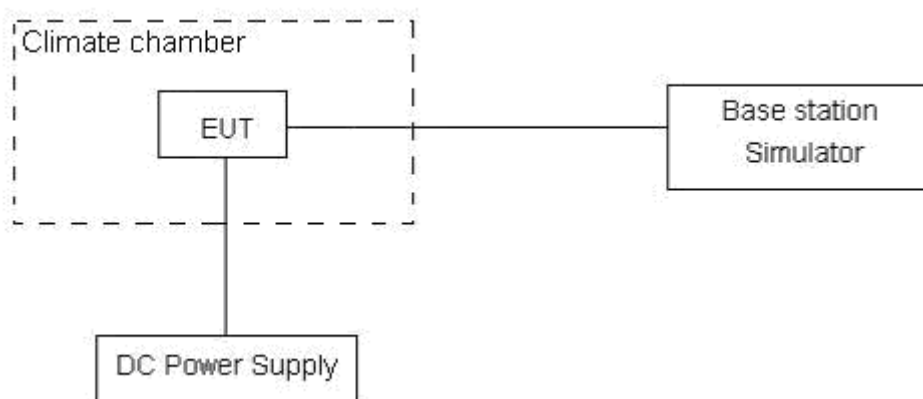 Climate chamber
EUT
Base station
Simulator
DC Power Supply